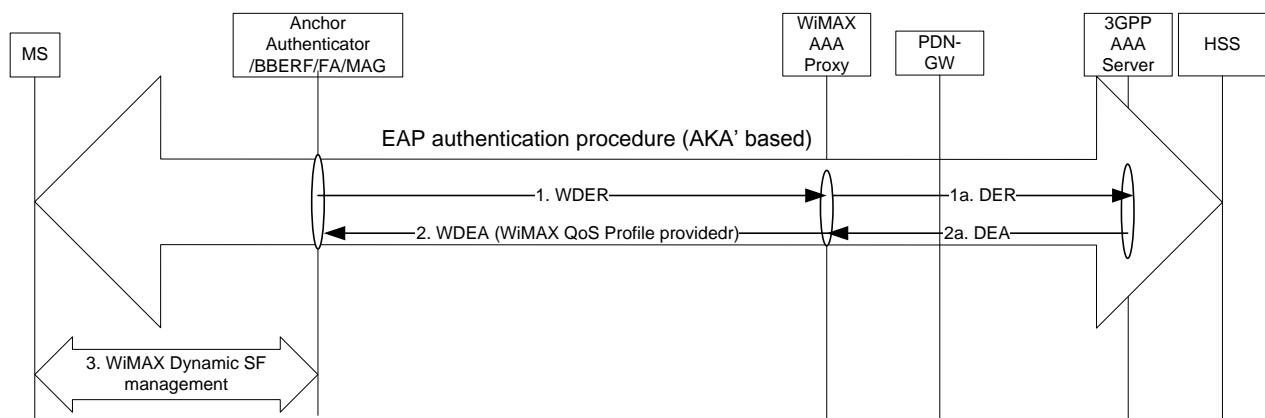 MS
Anchor
Authenticator
/BBERF/FA/MAG
WiMAX
AAA
Proxy
PDN-
GW
3GPP
AAA
Server
HSS
EAP authentication procedure (AKA' based)
1. WDER
1a. DER
2. WDEA (WiMAX QoS Profile providedr)
2a. DEA
3. WiMAX Dynamic SF
management